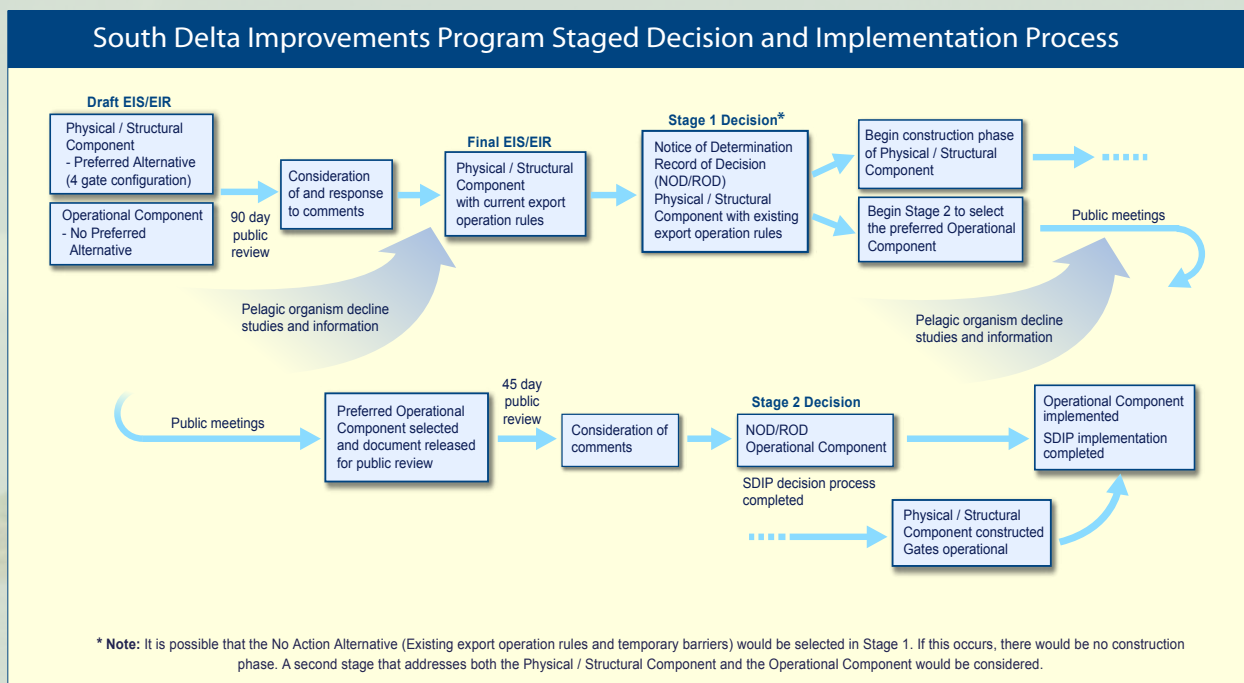 South Delta Improvements Program Staged Decision and Implementation Process
Draft EIS/EIR
Physical / Structural
Component
- Preferred Alternative
(4 gate configuration)
Operational Component
- No Preferred
Alternative
90 day
public
review
Consideration
of and response
to comments
Final EIS/EIR
Physical / Structural
Component
with current export
operation rules
Pelagic organism decline
studies and information
Stage 1 Decision*
Notice of Determination
Record of Decision
(NOD/ROD)
Physical / Structural
Component with existing
export operation rules
Begin construction phase
of Physical / Structural
Component
Begin Stage 2 to select
the preferred Operational
Component
Public meetings
Pelagic organism decline
studies and information
Public meetings
Preferred Operational
Component selected
and document released
for public review
45 day
public
review
Consideration of
comments
Stage 2 Decision
NOD/ROD
Operational Component
SDIP decision process
completed
Operational Component
implemented
SDIP implementation
completed
Physical / Structural
Component constructed
Gates operational
* Note: It is possible that the No Action Alternative (Existing export operation rules and temporary barriers) would be selected in Stage 1. If this occurs, there would be no construction
phase. A second stage that addresses both the Physical / Structural Component and the Operational Component would be considered.